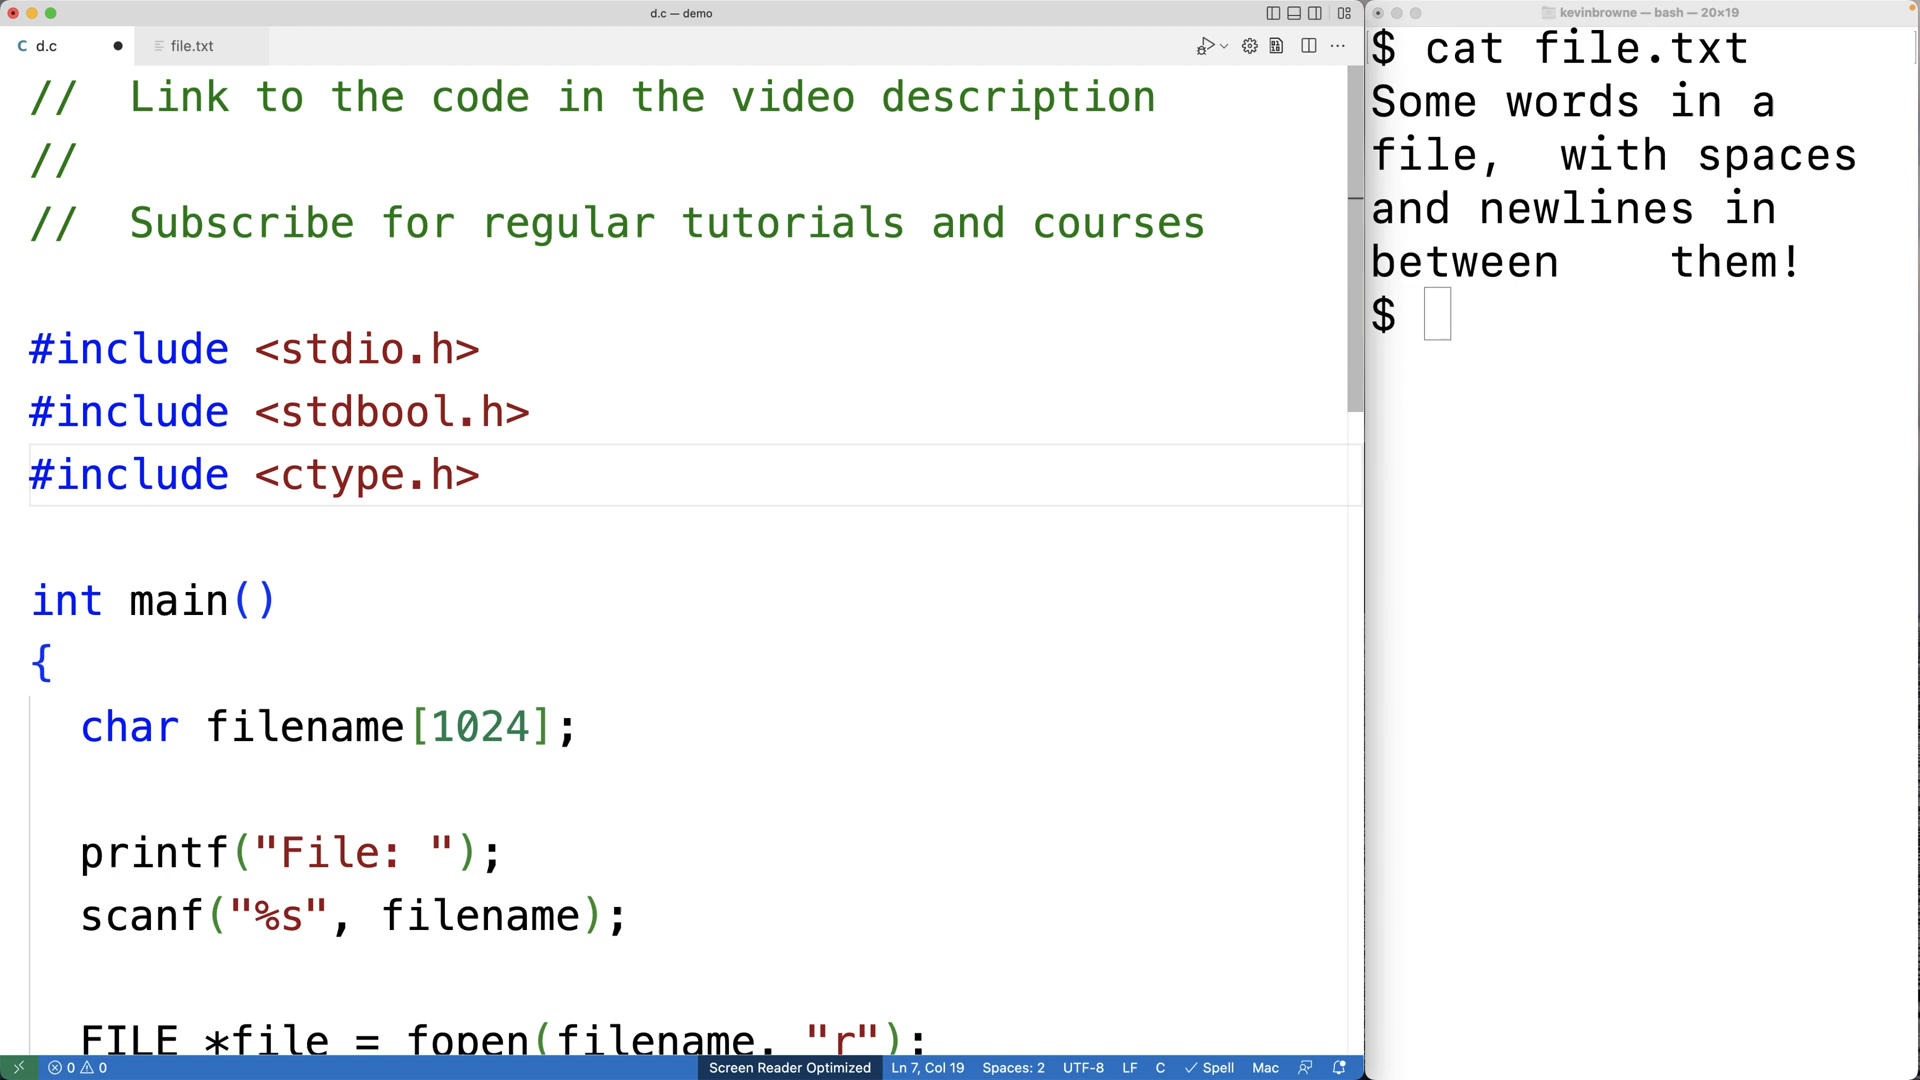 d.c — demo
C d.c
file.txt
// Link to the code in the video description
//
// Subscribe for regular tutorials and courses
#include <stdio.h>
#include <stdbool.h>
#include <ctype.h>
int main()
{
char filename[1024];
printf("File: ");
scanf("%s", filename);
FILE *file = fopen(filename, "r");
0 0
Screen Reader Optimized
Ln 7, Col 19
Spaces: 2
UTF-8
LF
C
Spell
Mac
kevinbrowne — bash — 20×19
$ cat file.txt
Some words in a
file,  with spaces
and newlines in
between    them!
$